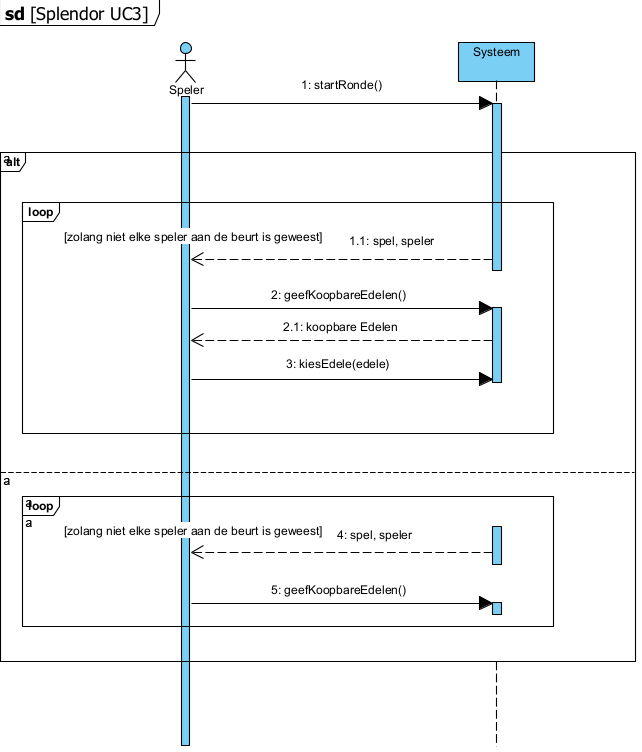 sd [Splendor UC3]
Systeem
Speler
1: startRonde()
a
alt
loop
[zolang niet elke speler aan de beurt is geweest]
1.1: spel, speler
2: geefKoopbareEdelen()
2.1: koopbare Edelen
3: kiesEdele(edele)
a
a
loop
a
[zolang niet elke speler aan de beurt is geweest]
4: spel, speler
5: geefKoopbareEdelen()